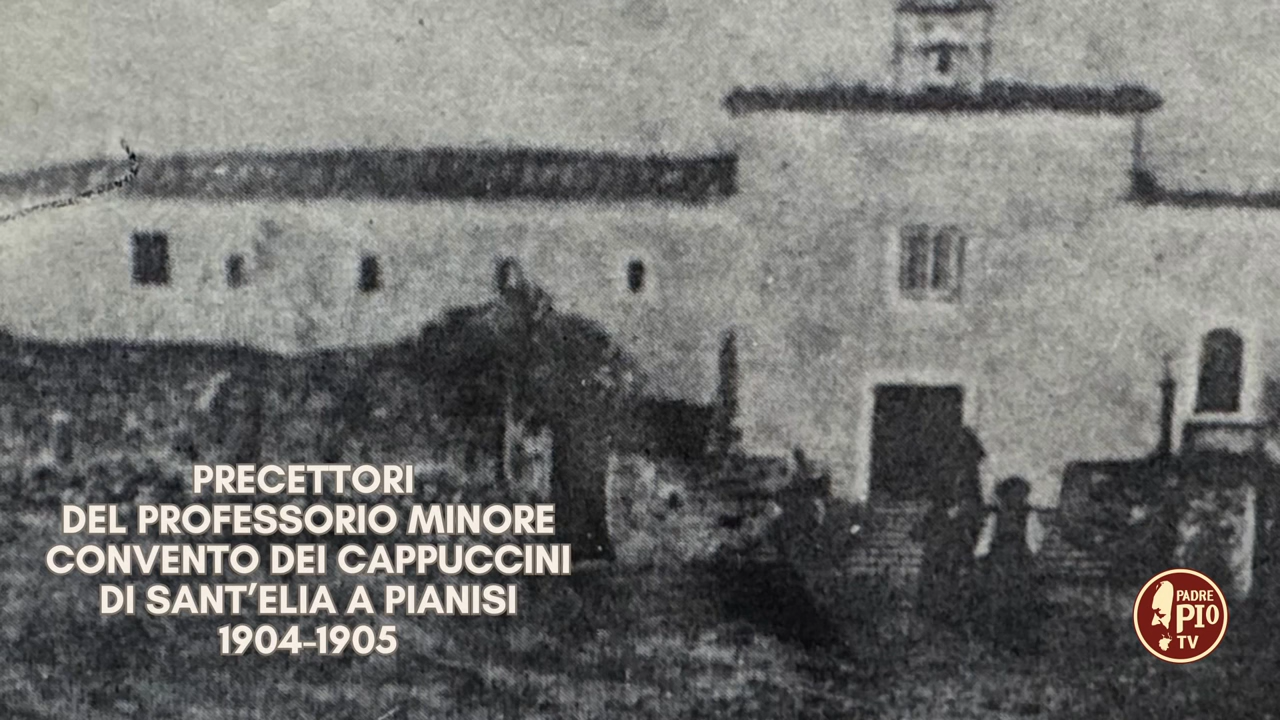 PRECETTORI
DEL PROFESSORIO MINORE
CONVENTO DEI CAPPUCCINI
DI SANT'ELIA A PIANISI
1904-1905
PADRE
PIO
TV